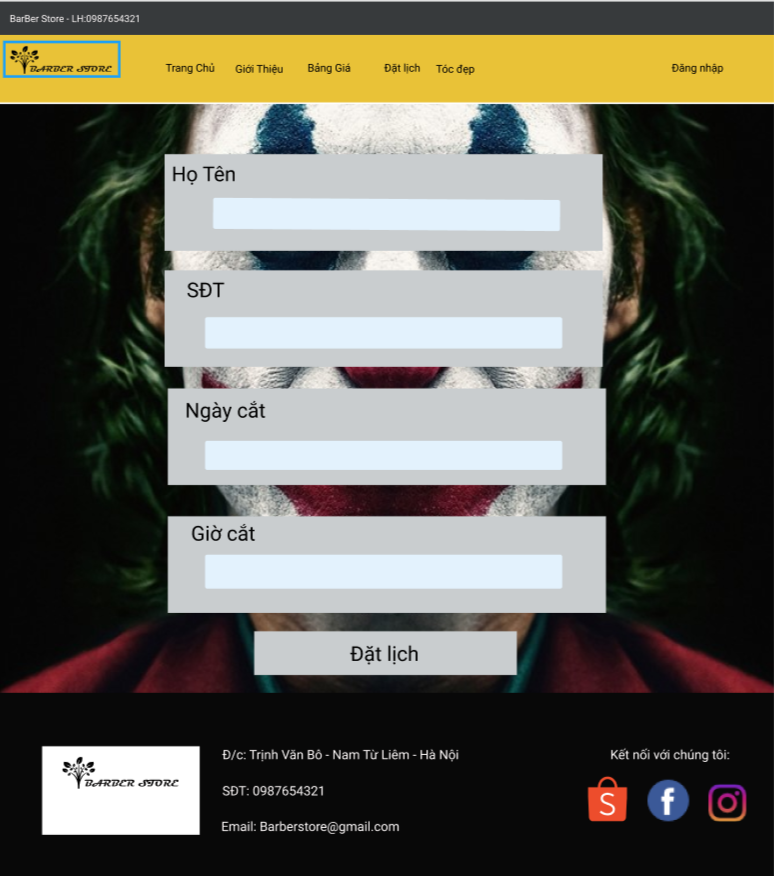 BarBer Store - LH:0987654321
BARBER STORE
Trang Chủ Giới Thiệu Bảng Giá Đặt lịch Tóc đẹp Đăng nhập
Họ Tên
SĐT
Ngày cắt
Giờ cắt
Đặt lịch
BARBER STORE
Đ/c: Trịnh Văn Bô - Nam Từ Liêm - Hà Nội
SĐT: 0987654321
Email: Barberstore@gmail.com
Kết nối với chúng tôi: